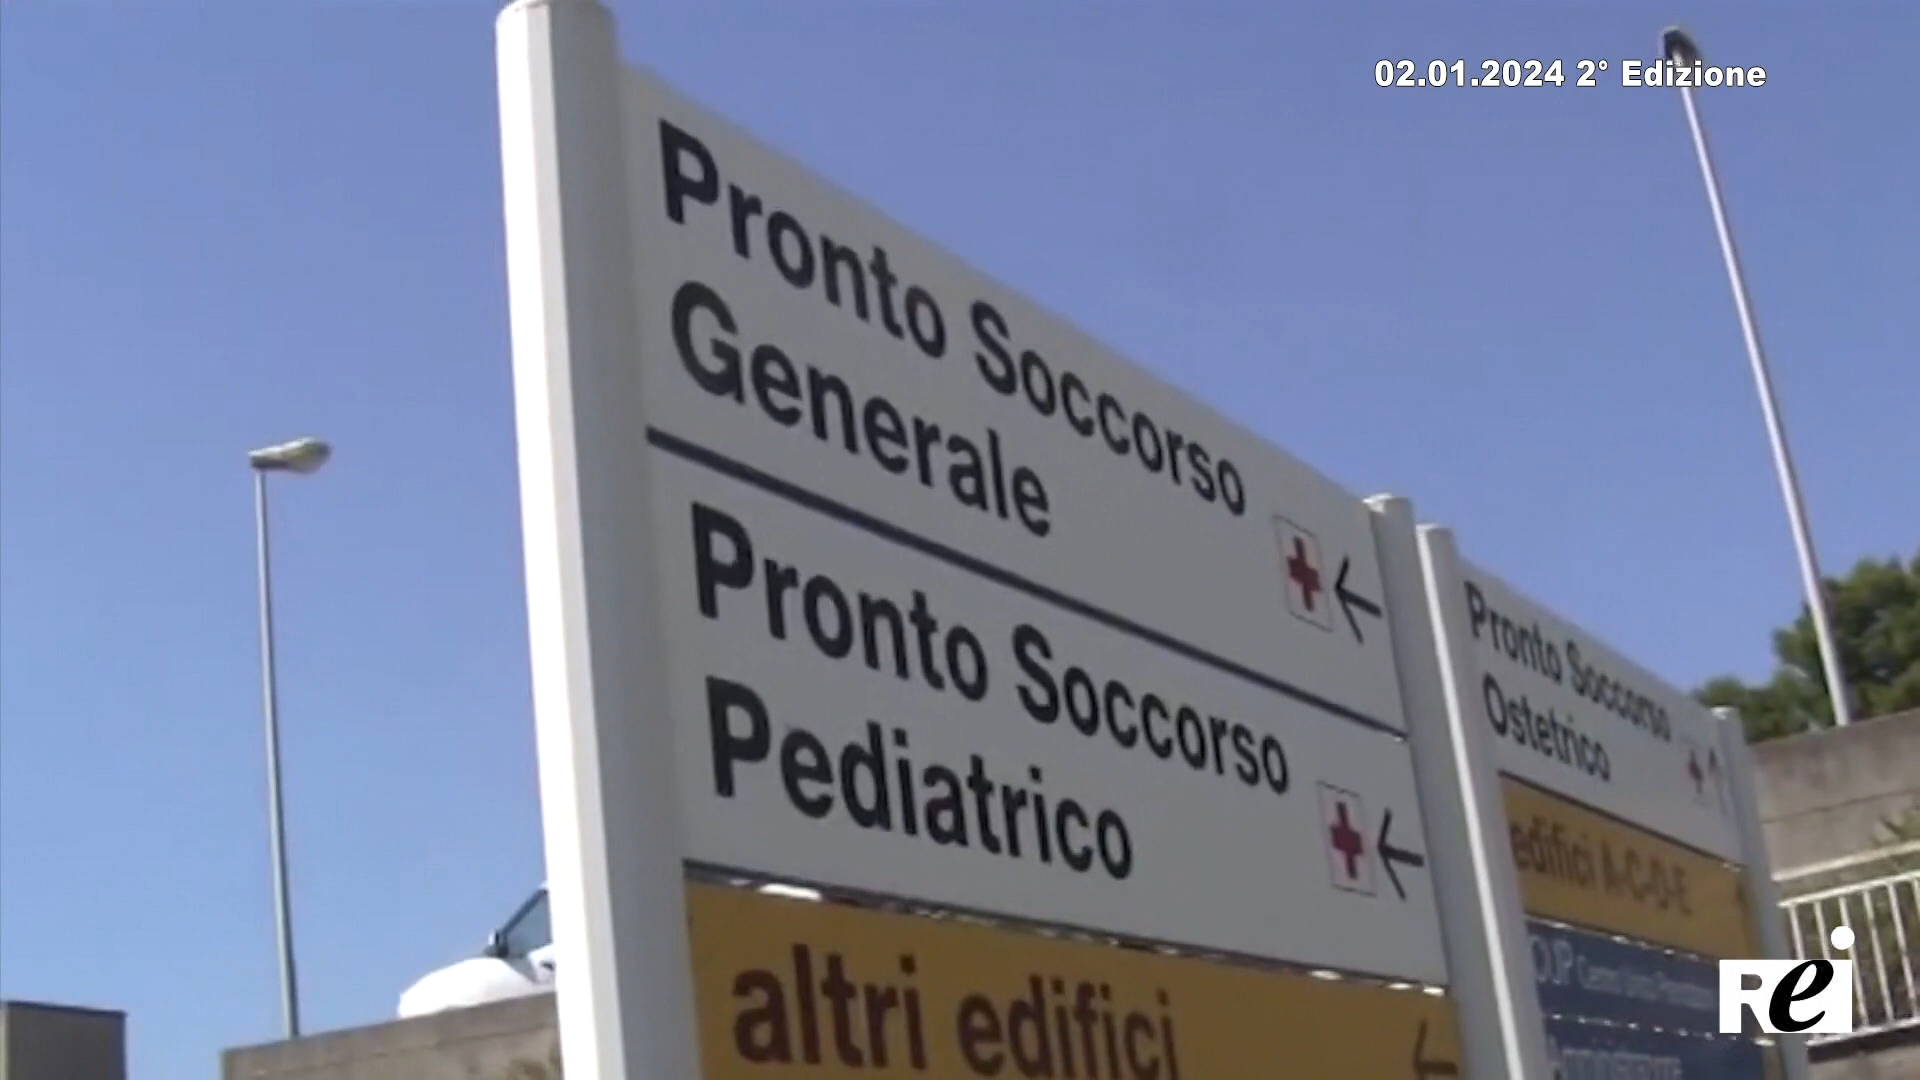 02.01.2024 2° Edizione
Pronto Soccorso
Generale
Pronto Soccorso
Pediatrico
altri edifici
Pronto Soccorso
Ostetrico
edifici A-C-D-E
Rei